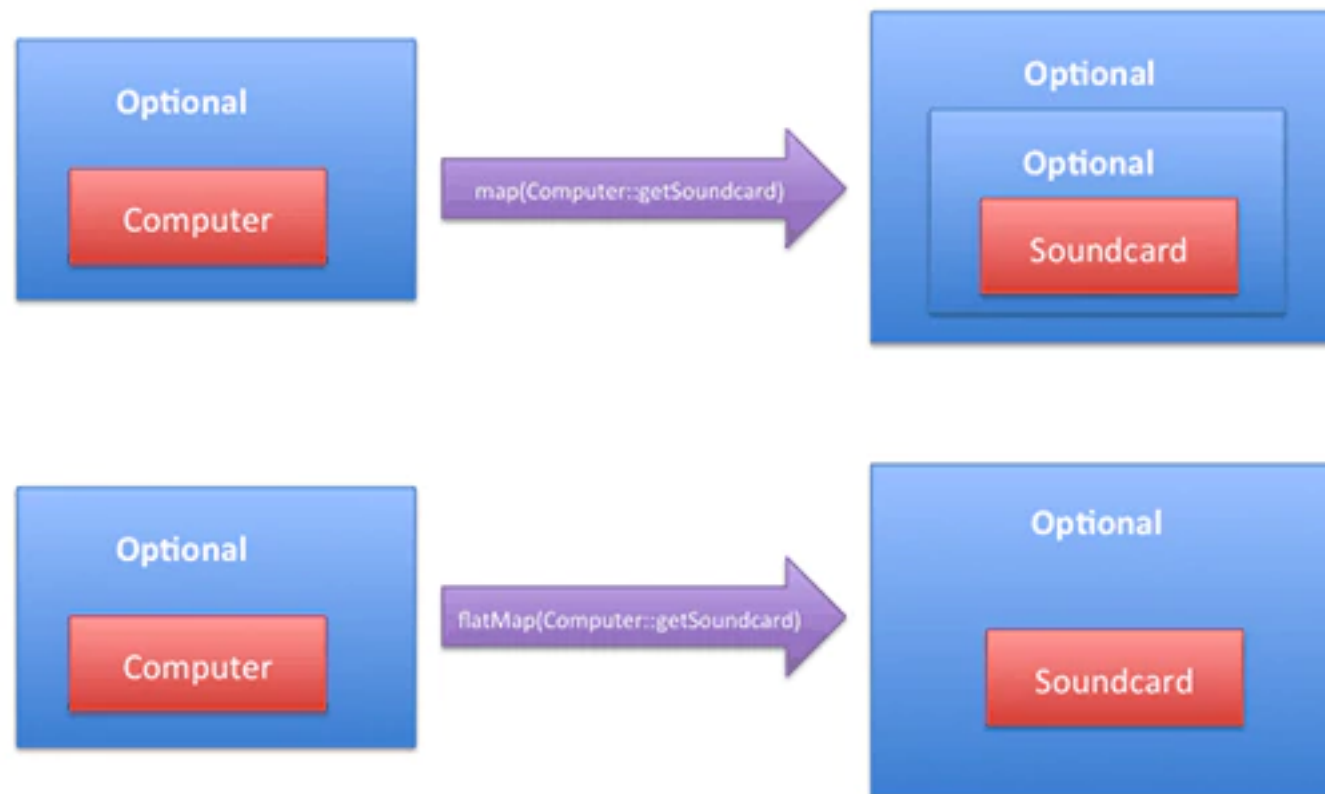 Optional
Computer
map(Computer::getSoundcard)
Optional
Optional
Soundcard
Optional
Computer
flatMap(Computer::getSoundcard)
Optional
Soundcard